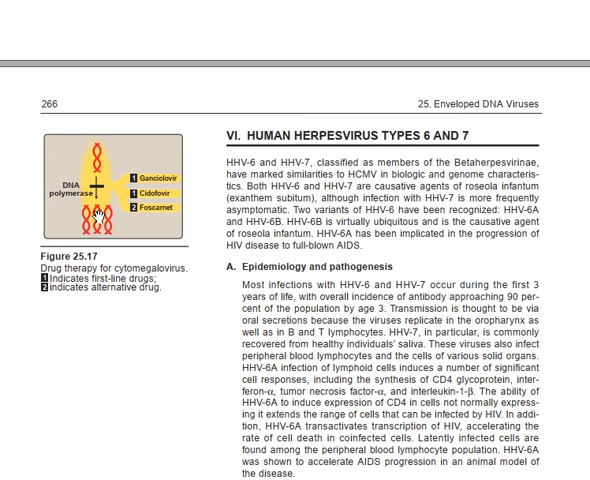 266
25. Enveloped DNA Viruses
DNA
polymerase
1 Ganciclovir
1 Cidofovir
2 Foscarnet
Figure 25.17
Drug therapy for cytomegalovirus.
1 Indicates first-line drugs;
2 indicates alternative drug.
VI. HUMAN HERPESVIRUS TYPES 6 AND 7
HHV-6 and HHV-7, classified as members of the Betaherpesvirinae,
have marked similarities to HCMV in biologic and genome characteris-
tics. Both HHV-6 and HHV-7 are causative agents of roseola infantum
(exanthem subitum), although infection with HHV-7 is more frequently
asymptomatic. Two variants of HHV-6 have been recognized: HHV-6A
and HHV-6B. HHV-6B is virtually ubiquitous and is the causative agent
of roseola infantum. HHV-6A has been implicated in the progression of
HIV disease to full-blown AIDS.
A. Epidemiology and pathogenesis
Most infections with HHV-6 and HHV-7 occur during the first 3
years of life, with overall incidence of antibody approaching 90 per-
cent of the population by age 3. Transmission is thought to be via
oral secretions because the viruses replicate in the oropharynx as
well as in B and T lymphocytes. HHV-7, in particular, is commonly
recovered from healthy individuals' saliva. These viruses also infect
peripheral blood lymphocytes and the cells of various solid organs.
HHV-6A infection of lymphoid cells induces a number of significant
cell responses, including the synthesis of CD4 glycoprotein, inter-
feron-α, tumor necrosis factor-α, and interleukin-1-β. The ability of
HHV-6A to induce expression of CD4 in cells not normally express-
ing it extends the range of cells that can be infected by HIV. In addi-
tion, HHV-6A transactivates transcription of HIV, accelerating the
rate of cell death in coinfected cells. Latently infected cells are
found among the peripheral blood lymphocyte population. HHV-6A
was shown to accelerate AIDS progression in an animal model of
the disease.